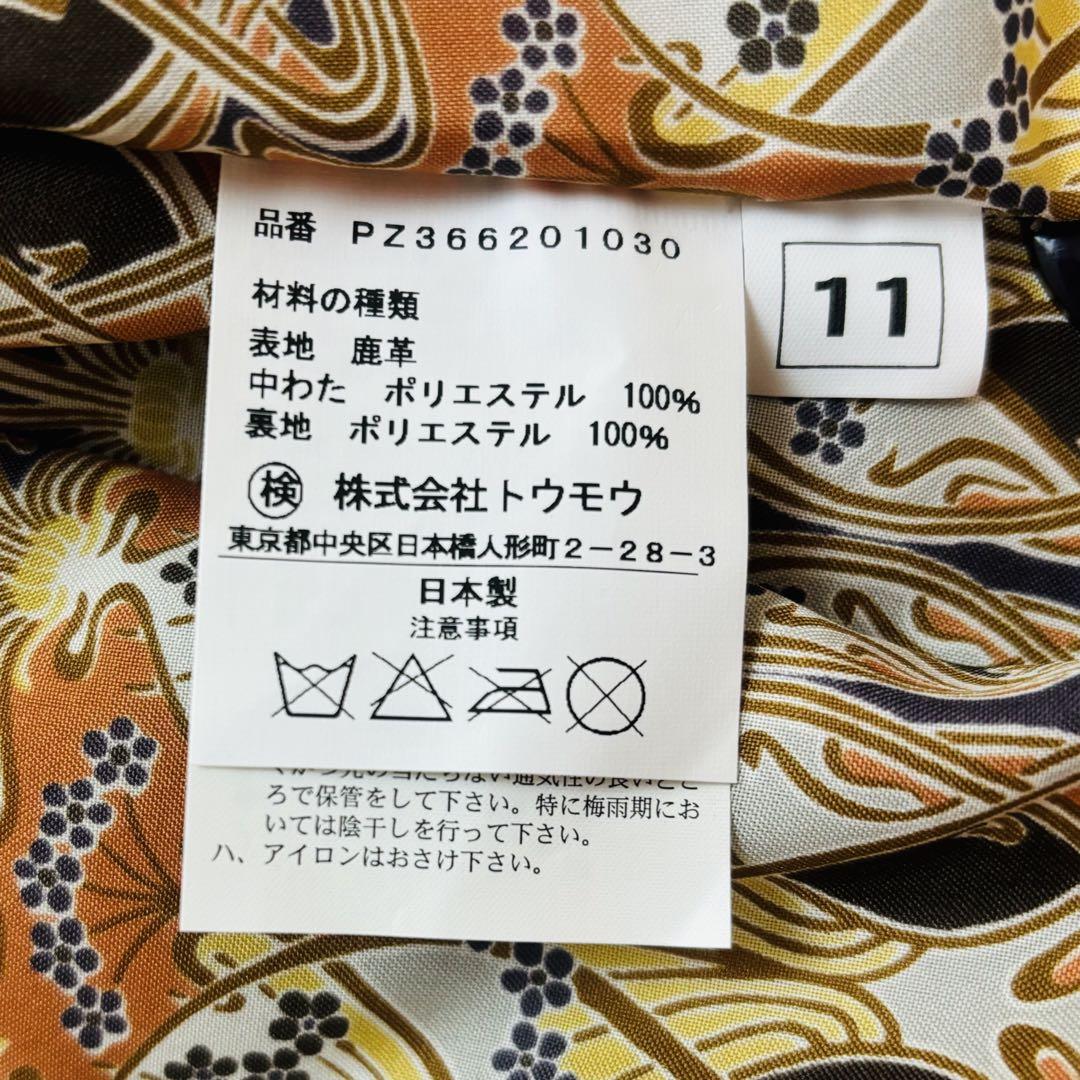 品番 PZ366201030
11
材料の種類
表地 鹿革
中わた ポリエステル 100%
裏地 ポリエステル 100%
検 株式会社トウモウ
東京都中央区日本橋人形町2-28-3
日本製
注意事項
ろで保管をして下さい。特に梅雨期にお
いては陰干しを行って下さい。
ハ、アイロンはおさけ下さい。